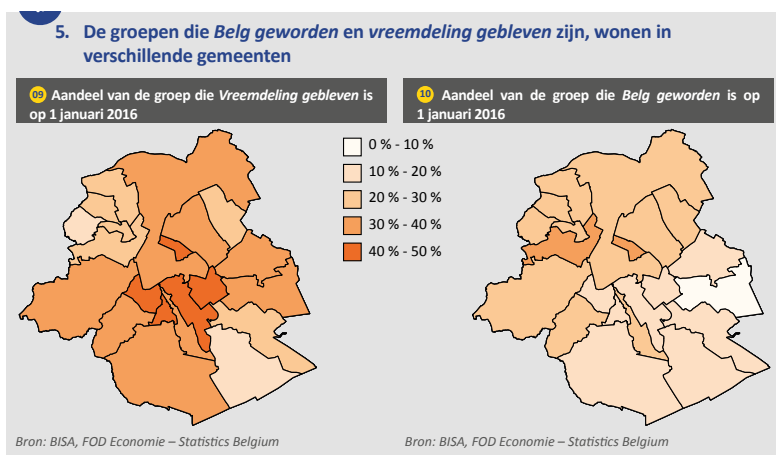 5. De groepen die Belg geworden en vreemdeling gebleven zijn, wonen in
verschillende gemeenten
09 Aandeel van de groep die Vreemdeling gebleven is
op 1 januari 2016
10 Aandeel van de groep die Belg geworden is op
1 januari 2016
0 % - 10 %
10 % - 20 %
20 % - 30 %
30 % - 40 %
40 % - 50 %
Bron: BISA, FOD Economie – Statistics Belgium
Bron: BISA, FOD Economie – Statistics Belgium